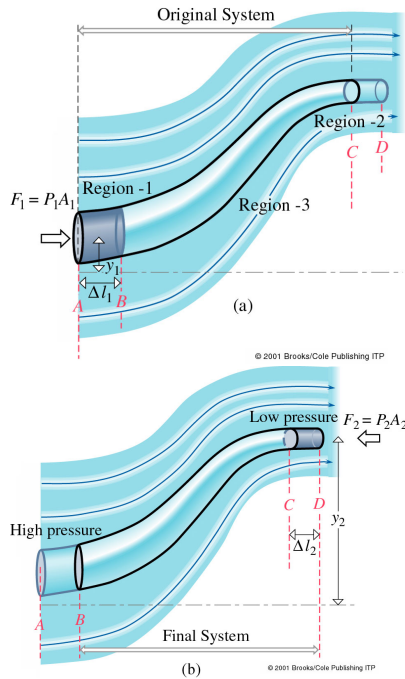 Original System
Region -1
Region -2
C
D
F₁ = P₁A₁
Region -3
y₁
Δl₁
A
B
(a)
© 2001 Brooks/Cole Publishing ITP
Low pressure
F₂ = P₂A₂
C
D
y₂
High pressure
Δl₂
A
B
Final System
(b)
© 2001 Brooks/Cole Publishing ITP